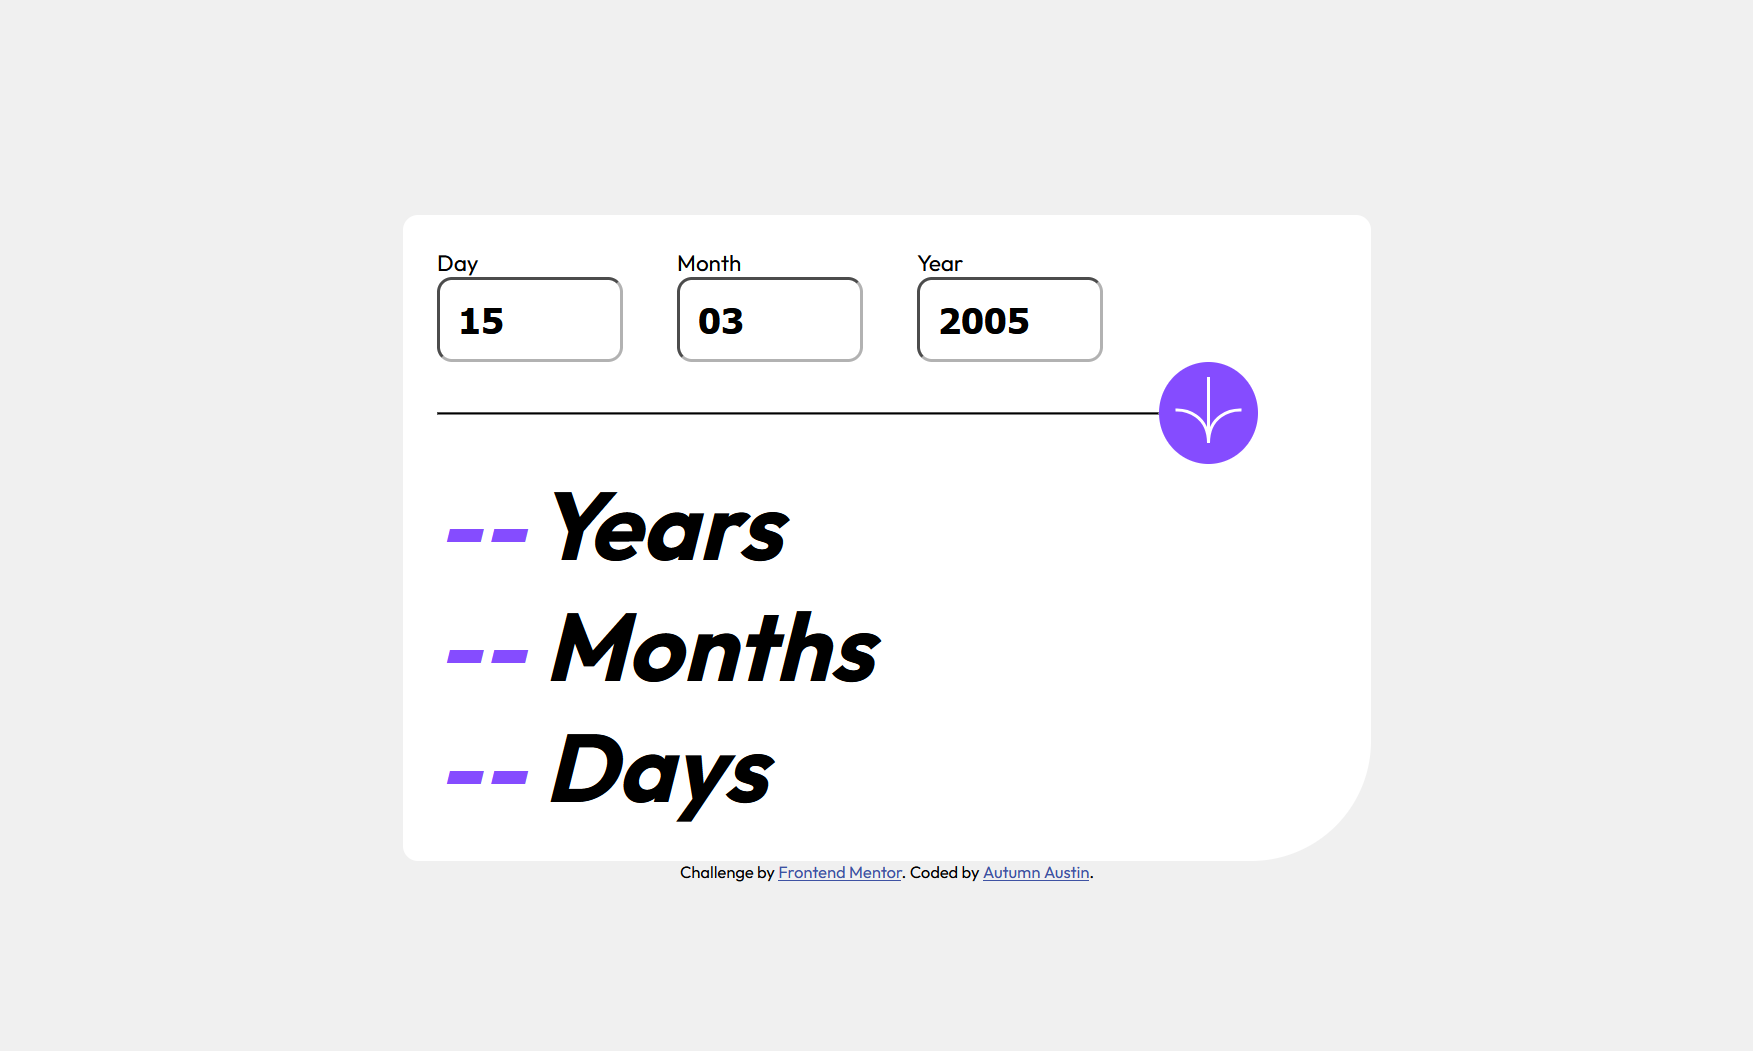 Day Month Year
15 03 2005
-- Years
-- Months
-- Days
Challenge by Frontend Mentor. Coded by Autumn Austin.